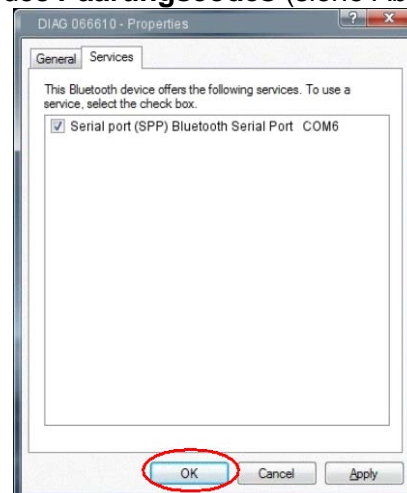 DIAG 066610 - Properties
General Services
This Bluetooth device offers the following services. To use a
service, select the check box.
Serial port (SPP) Bluetooth Serial Port COM6
OK Cancel Apply